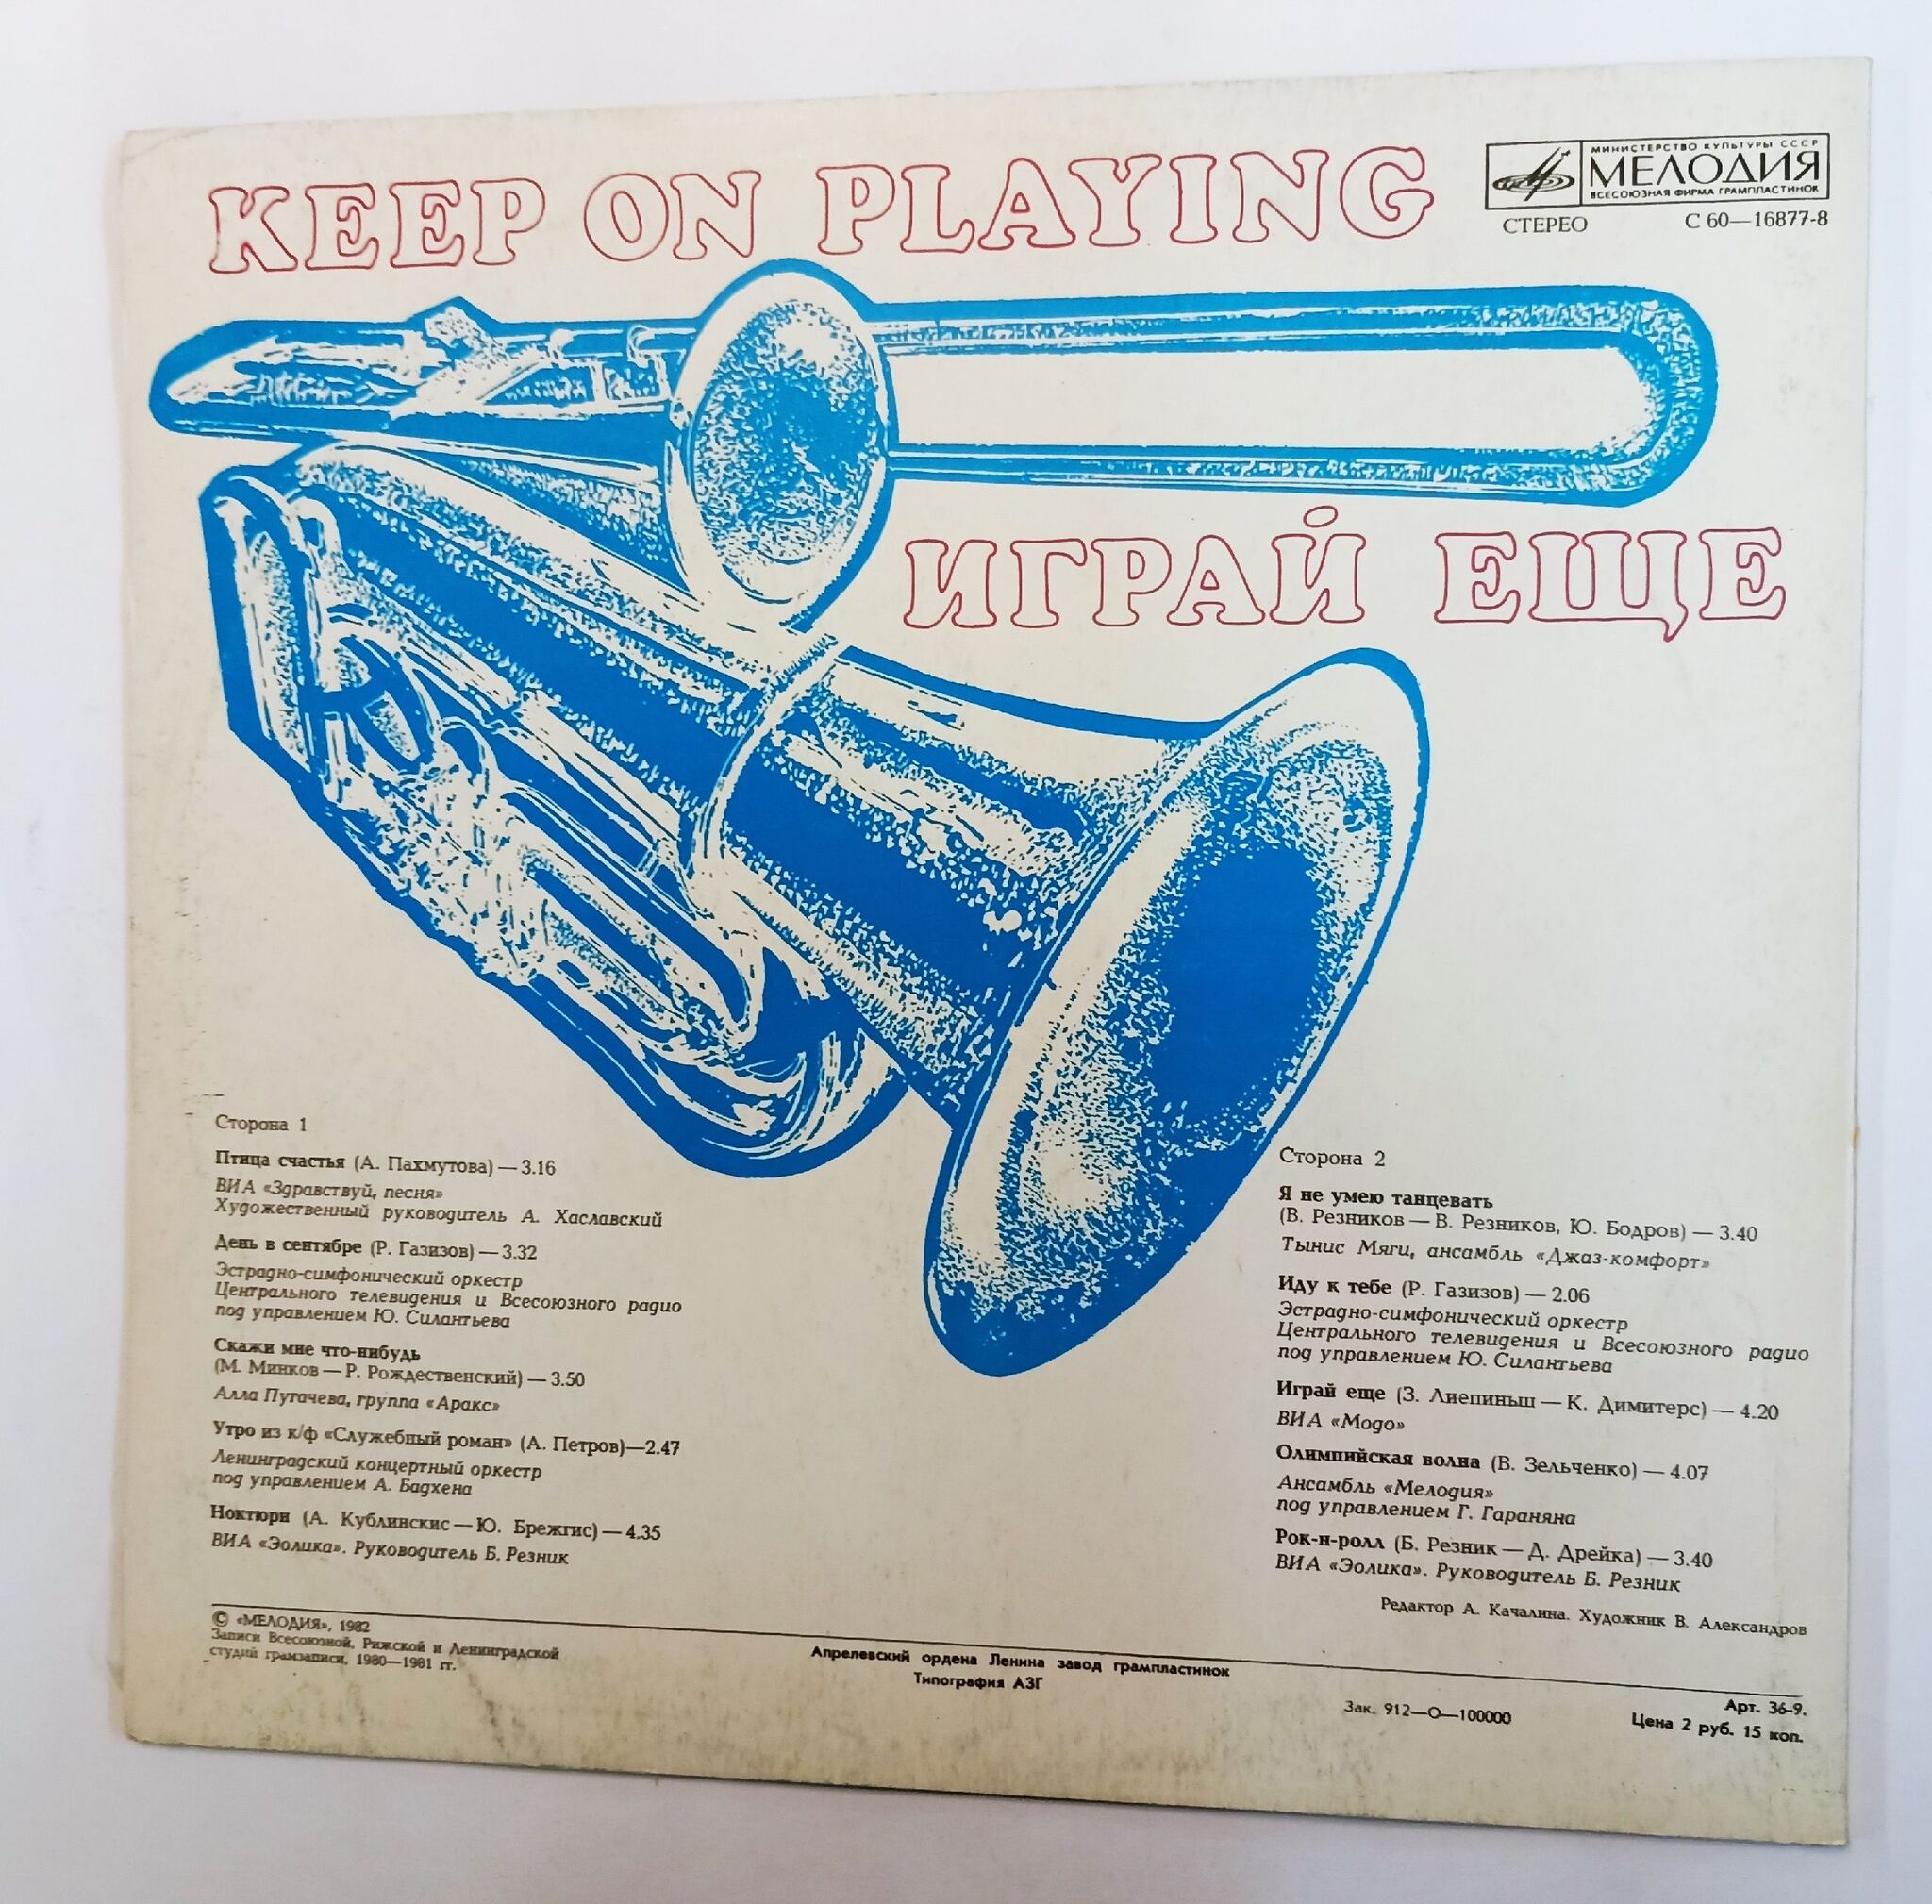 KEEP ON PLAYING
МИНИСТЕРСТВО КУЛЬТУРЫ СССР
МЕЛОДИЯ
ВСЕСОЮЗНАЯ ФИРМА ГРАМПЛАСТИНОК
СТЕРЕО С 60—16877-8
ИГРАЙ ЕЩЕ
Сторона 1
Птица счастья (А. Пахмутова) — 3.16
ВИА «Здравствуй, песня»
Художественный руководитель А. Хаславский
День в сентябре (Р. Газизов) — 3.32
Эстрадно-симфонический оркестр
Центрального телевидения и Всесоюзного радио
под управлением Ю. Силантьева
Скажи мне что-нибудь
(М. Минков — Р. Рождественский) — 3.50
Алла Пугачева, группа «Аракс»
Утро из к/ф «Служебный роман» (А. Петров)—2.47
Ленинградский концертный оркестр
под управлением А. Бадхена
Ноктюрн (А. Кублинскис — Ю. Брежгис) — 4.35
ВИА «Эолика». Руководитель Б. Резник
Сторона 2
Я не умею танцевать
(В. Резников — В. Резников, Ю. Бодров) — 3.40
Тынис Мяги, ансамбль «Джаз-комфорт»
Иду к тебе (Р. Газизов) — 2.06
Эстрадно-симфонический оркестр
Центрального телевидения и Всесоюзного радио
под управлением Ю. Силантьева
Играй еще (З. Лиепиньш — К. Димитерс) — 4.20
ВИА «Модо»
Олимпийская волна (В. Зельченко) — 4.07
Ансамбль «Мелодия»
под управлением Г. Гараняна
Рок-н-ролл (Б. Резник — Д. Дрейка) — 3.40
ВИА «Эолика». Руководитель Б. Резник
Редактор А. Качалина. Художник В. Александров
© «МЕЛОДИЯ», 1982
Записи Всесоюзной, Рижской и Ленинградской
студий грамзаписи, 1980—1981 гг.
Апрелевский ордена Ленина завод грампластинок
Типография АЗГ
Зак. 912—О—100000
Арт. 36-9.
Цена 2 руб. 15 коп.